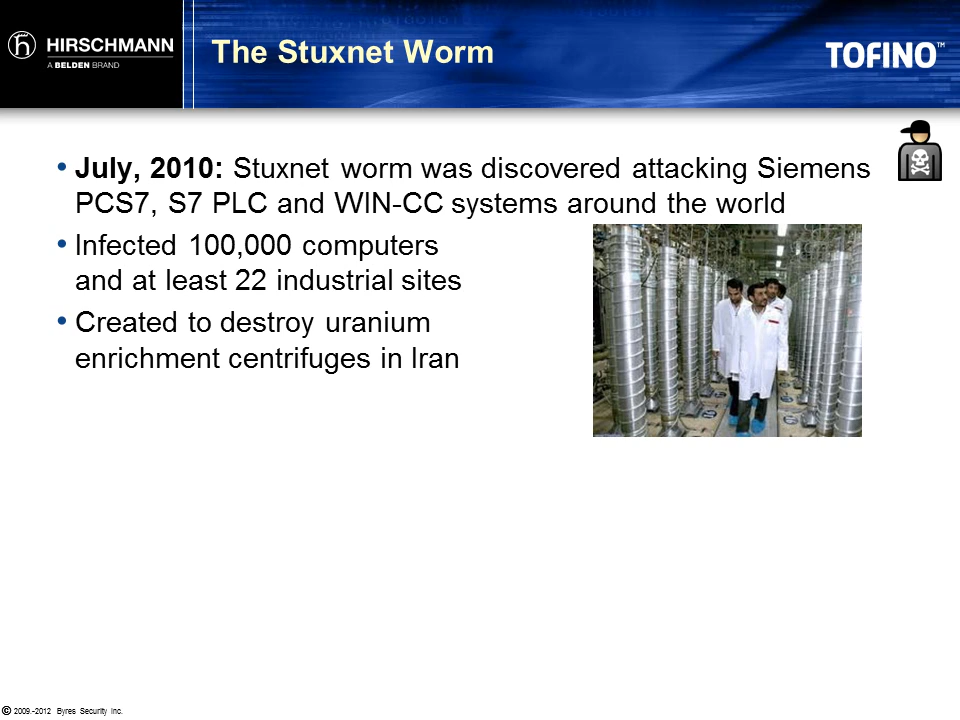 HIRSCHMANN
A BELDEN BRAND
The Stuxnet Worm
TOFINO™
• July, 2010: Stuxnet worm was discovered attacking Siemens
PCS7, S7 PLC and WIN-CC systems around the world
• Infected 100,000 computers
and at least 22 industrial sites
• Created to destroy uranium
enrichment centrifuges in Iran
© 2009.-2012 Byres Security Inc.